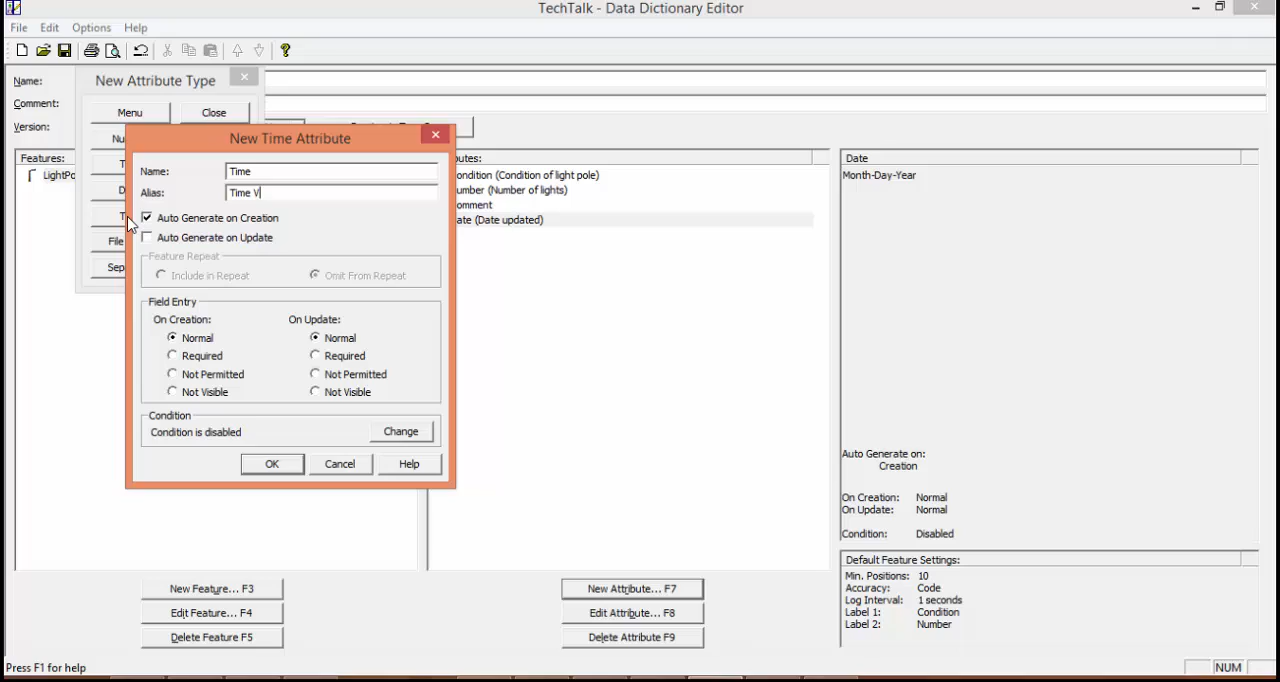 TechTalk - Data Dictionary Editor
File Edit Options Help
Name:
Comment:
Version:
New Attribute Type
Menu Close
New Time Attribute
Name: Time
Alias: Time V
Auto Generate on Creation
Auto Generate on Update
Feature Repeat
Include in Repeat Omit From Repeat
Field Entry
On Creation: On Update:
Normal Normal
Required Required
Not Permitted Not Permitted
Not Visible Not Visible
Condition
Condition is disabled Change
OK Cancel Help
Nu
T
D
T
File
Sep
Features:
LightPo
butes:
ondition (Condition of light pole)
umber (Number of lights)
omment
ate (Date updated)
Date
Month-Day-Year
Auto Generate on:
Creation
On Creation: Normal
On Update: Normal
Condition: Disabled
Default Feature Settings:
Min. Positions: 10
Accuracy: Code
Log Interval: 1 seconds
Label 1: Condition
Label 2: Number
New Feature... F3
Edit Feature... F4
Delete Feature F5
New Attribute... F7
Edit Attribute... F8
Delete Attribute F9
Press F1 for help
NUM